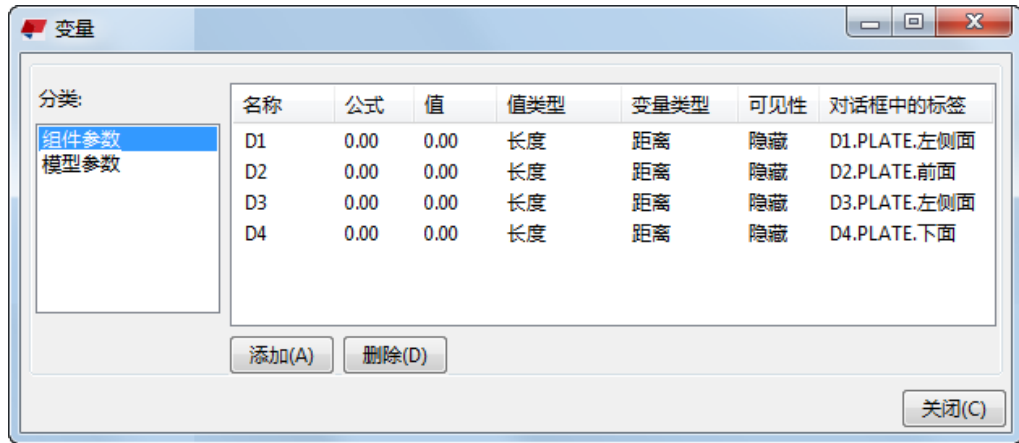 变量
分类:
组件参数
模型参数
名称 公式 值 值类型 变量类型 可见性 对话框中的标签
D1 0.00 0.00 长度 距离 隐藏 D1.PLATE.左侧面
D2 0.00 0.00 长度 距离 隐藏 D2.PLATE.前面
D3 0.00 0.00 长度 距离 隐藏 D3.PLATE.左侧面
D4 0.00 0.00 长度 距离 隐藏 D4.PLATE.下面
添加(A) 删除(D)
关闭(C)